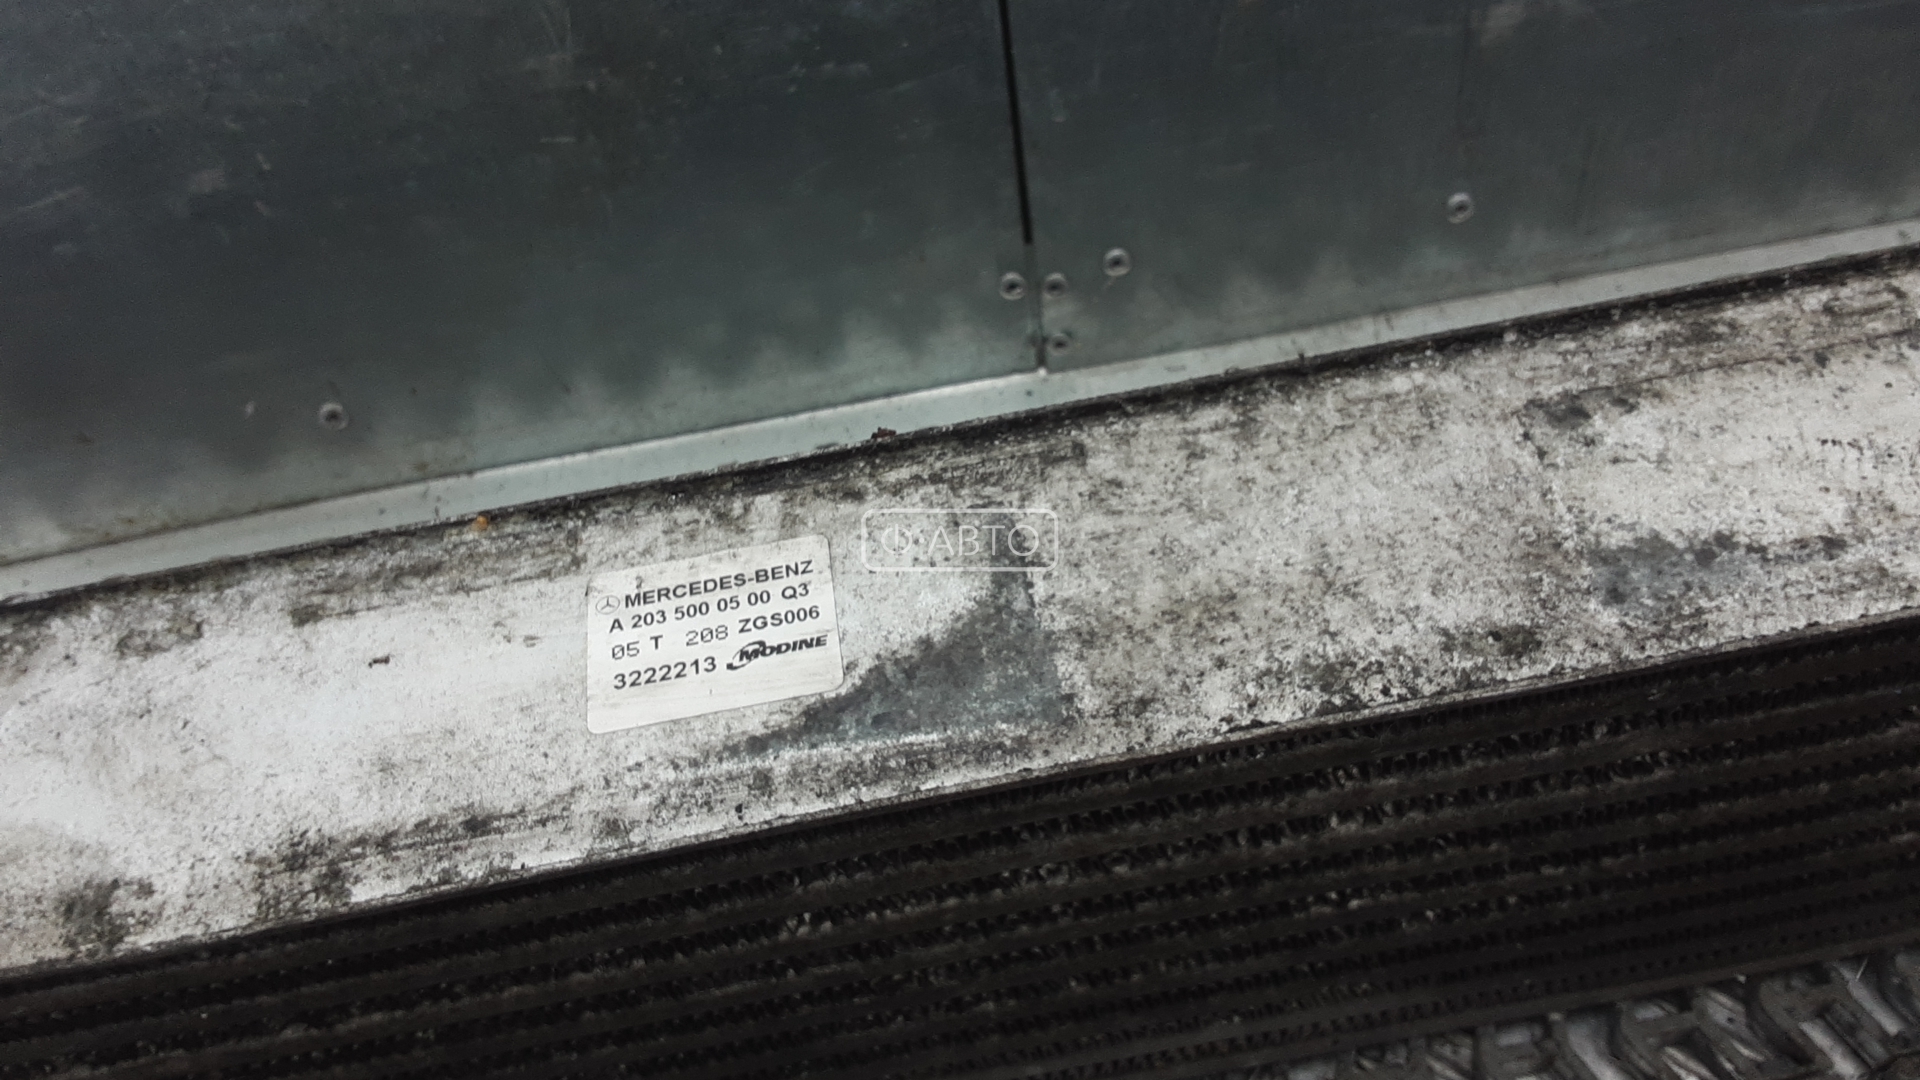 MERCEDES-BENZ
A 203 500 05 00 Q3
05 T 208 ZGS006
3222213 MODINE
Ф·АВТО